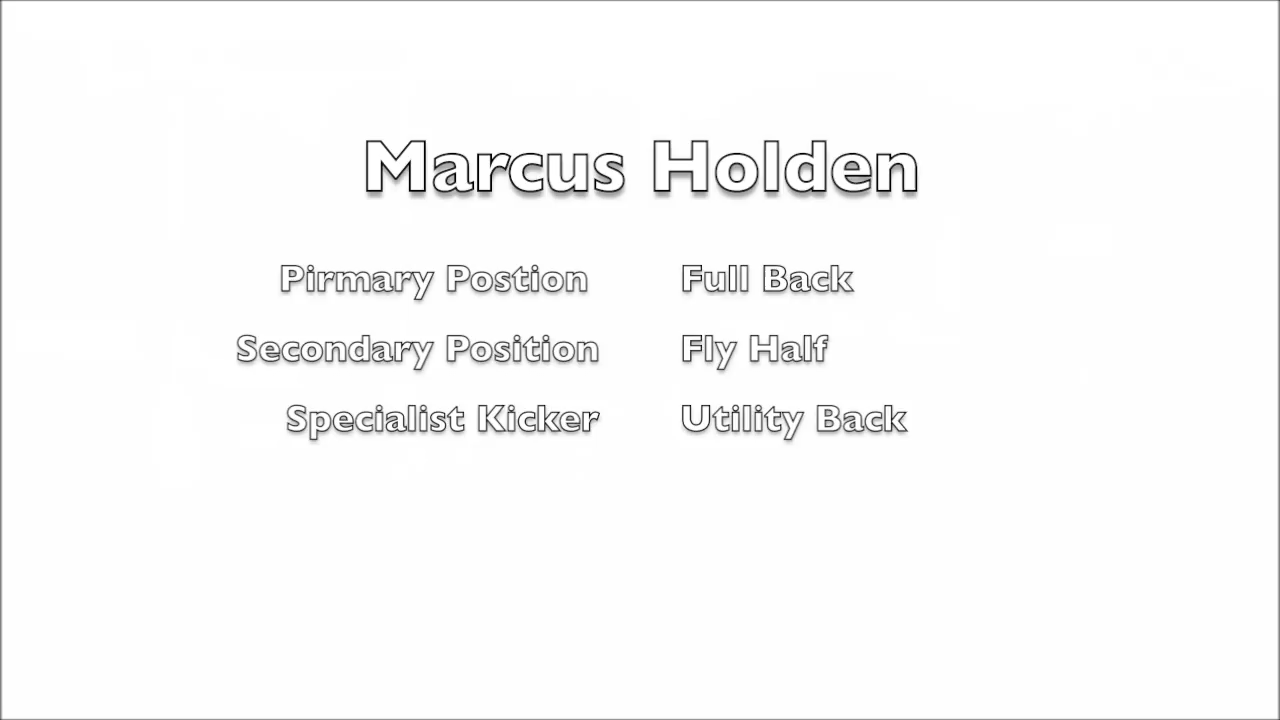 Marcus Holden
Pirmary Postion Full Back
Secondary Position Fly Half
Specialist Kicker Utility Back